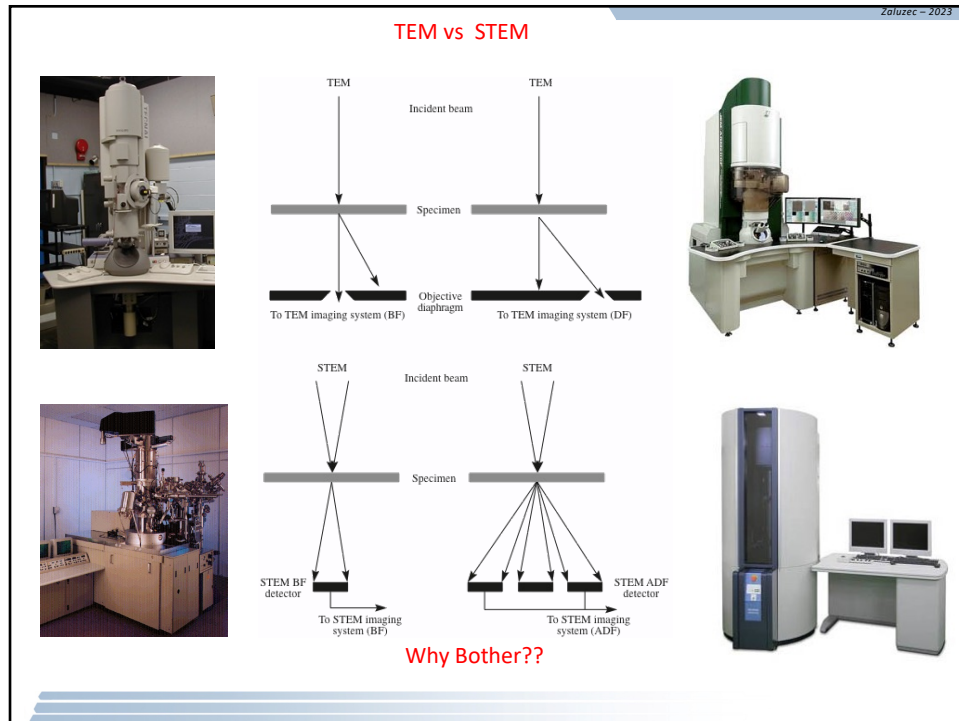 Zaluzec – 2023
TEM vs STEM
TEM
TEM
Incident beam
Specimen
Objective
diaphragm
To TEM imaging system (BF)
To TEM imaging system (DF)
STEM
STEM
Incident beam
Specimen
STEM BF
detector
STEM ADF
detector
To STEM imaging
system (BF)
To STEM imaging
system (ADF)
Why Bother??